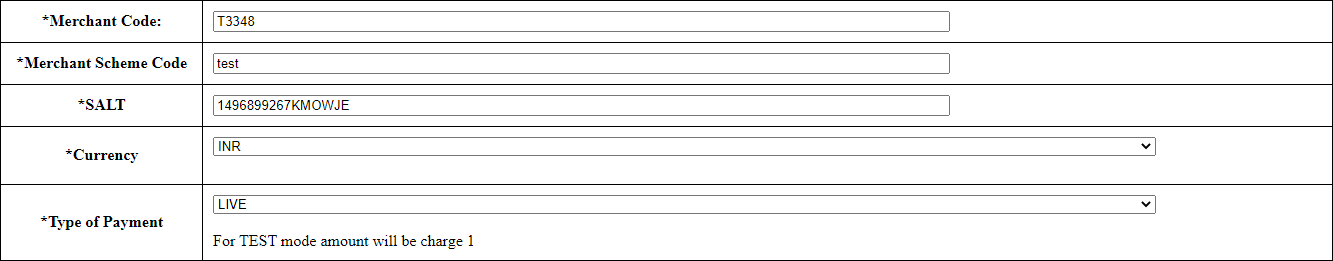 *Merchant Code: T3348
*Merchant Scheme Code test
*SALT 1496899267KMOWJE
*Currency INR
*Type of Payment LIVE
For TEST mode amount will be charge 1